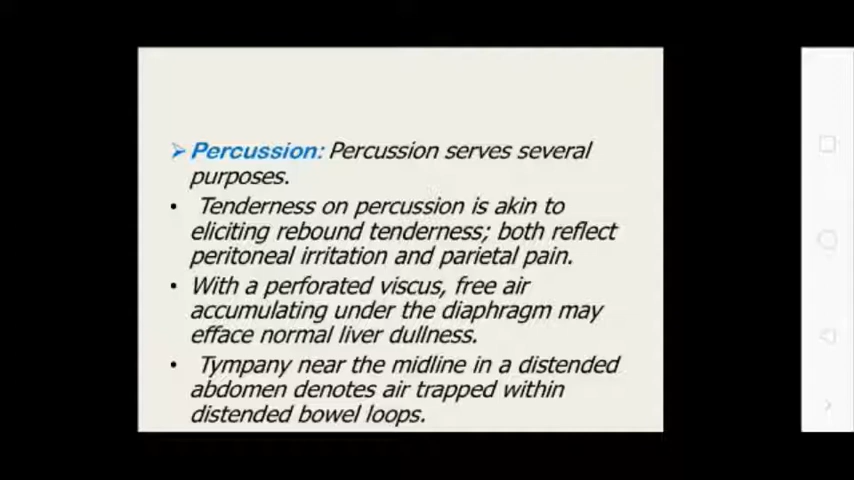 ➢ Percussion: Percussion serves several
purposes.
• Tenderness on percussion is akin to
eliciting rebound tenderness; both reflect
peritoneal irritation and parietal pain.
• With a perforated viscus, free air
accumulating under the diaphragm may
efface normal liver dullness.
• Tympany near the midline in a distended
abdomen denotes air trapped within
distended bowel loops.